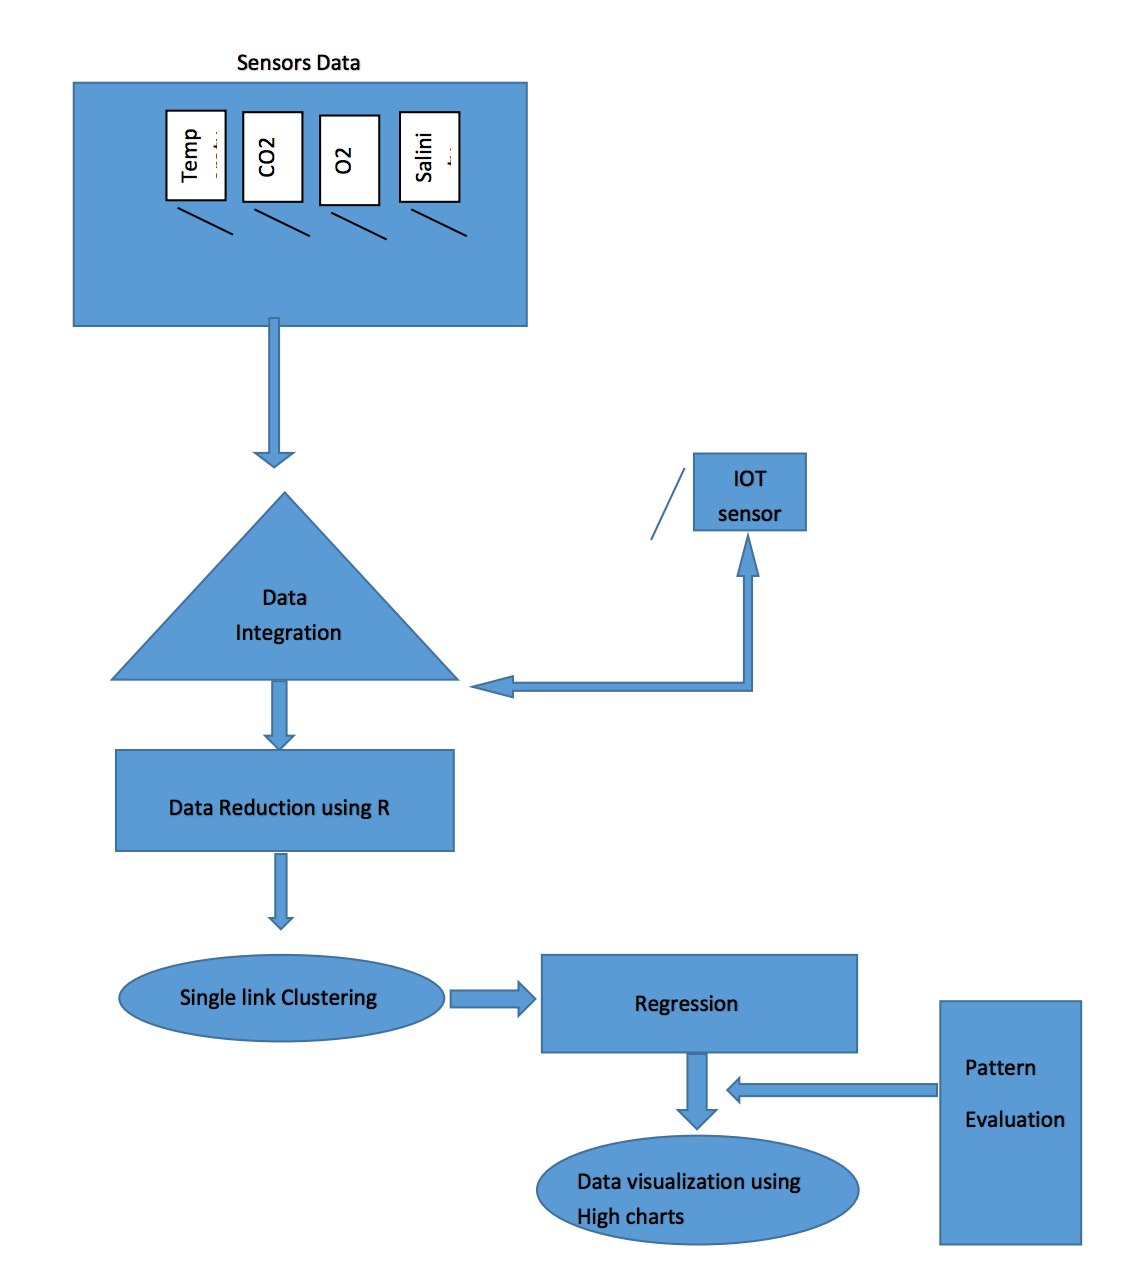 Sensors Data
Temp
CO2
O2
Salini
IOT
sensor
Data
Integration
Data Reduction using R
Single link Clustering
Regression
Pattern
Evaluation
Data visualization using
High charts